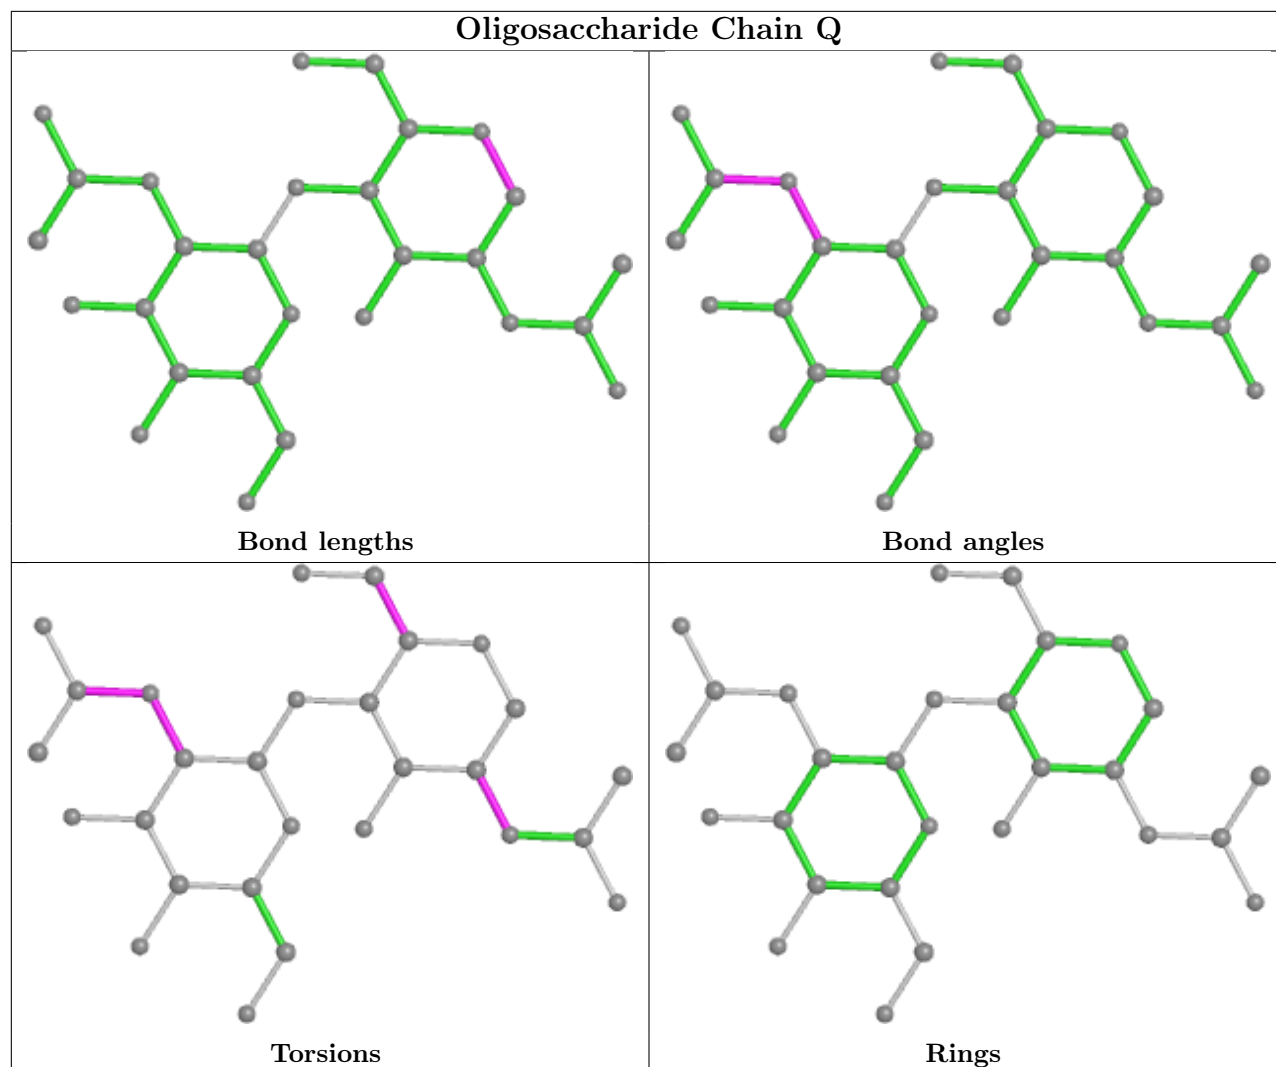 Oligosaccharide Chain Q
Bond lengths
Bond angles
Torsions
Rings